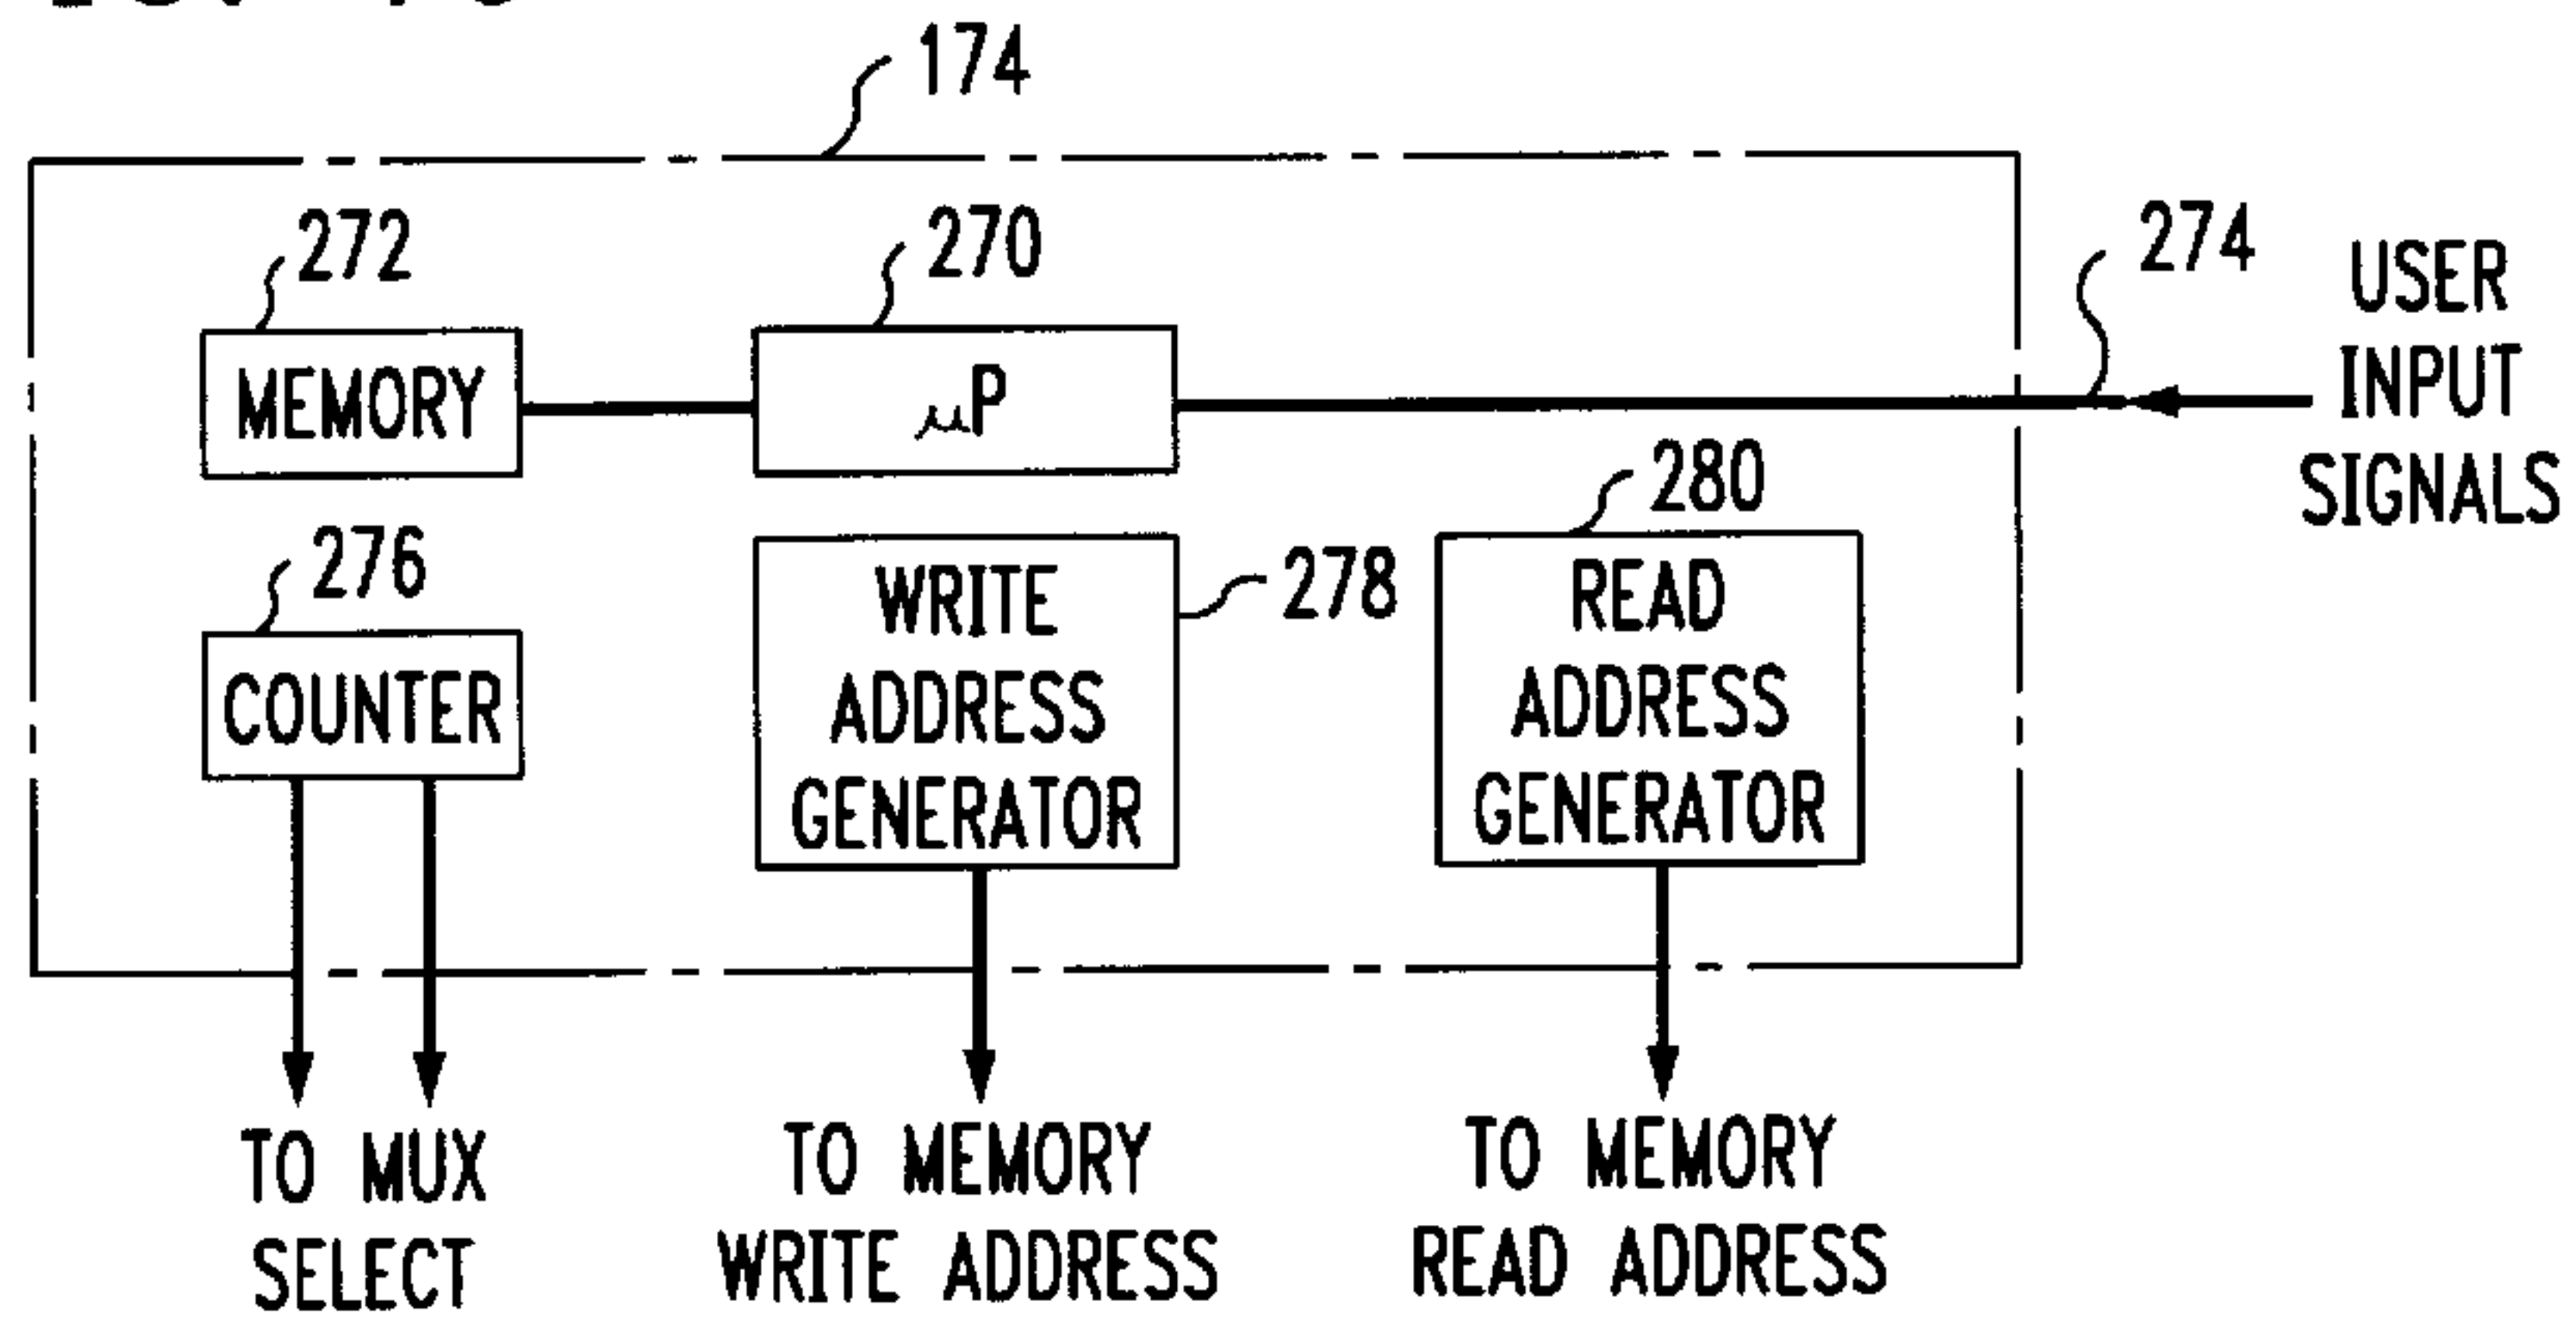 174
272
270
274
USER
INPUT
SIGNALS
MEMORY
μP
276
278
280
COUNTER
WRITE
ADDRESS
GENERATOR
READ
ADDRESS
GENERATOR
TO MUX
SELECT
TO MEMORY
WRITE ADDRESS
TO MEMORY
READ ADDRESS